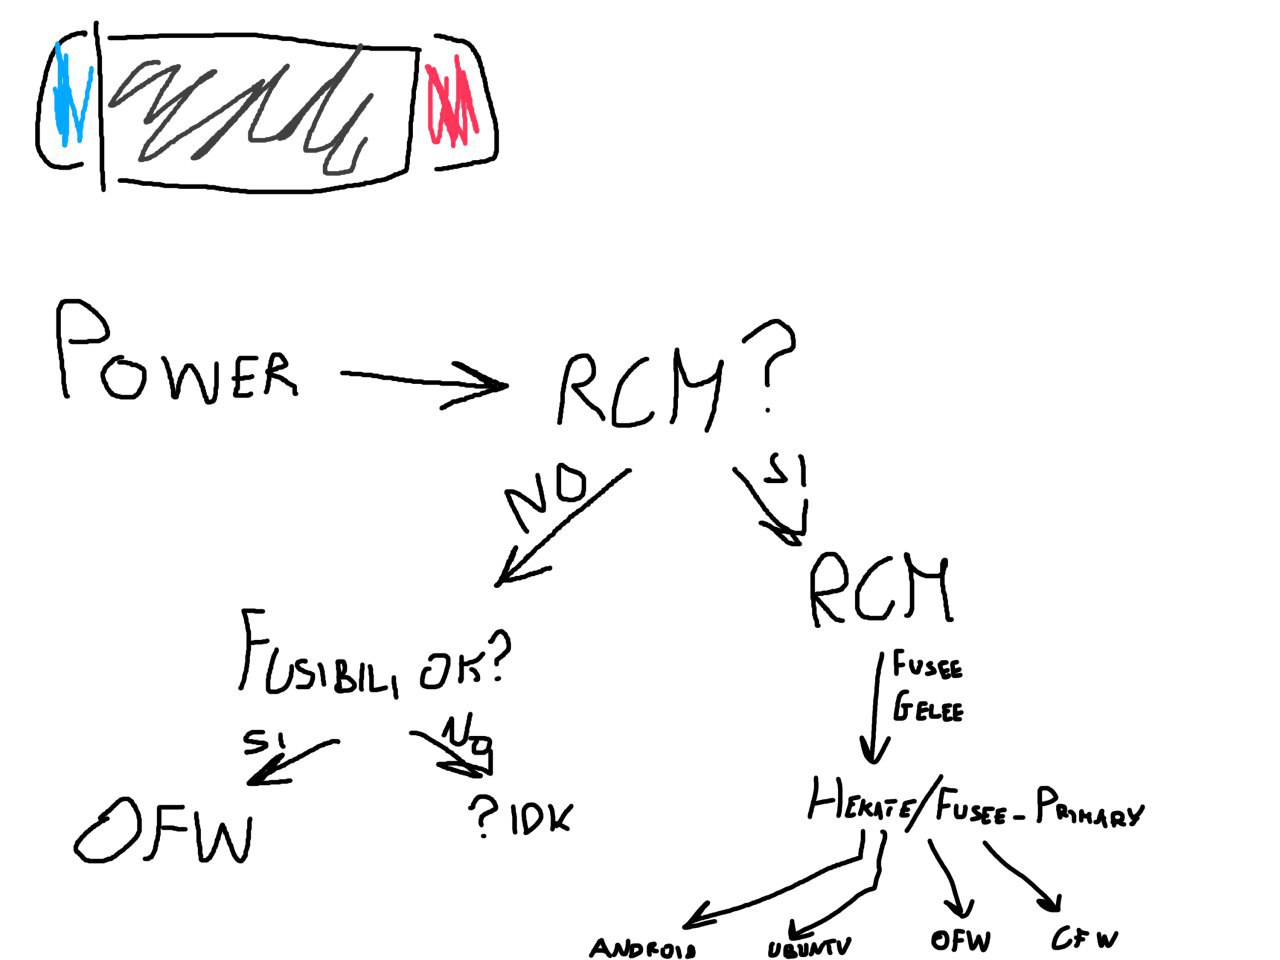 POWER
RCM?
NO
SI
RCM
FUSIBILI OK?
FUSEE
GELEE
SI
NO
OFW
? IDK
HEKATE/FUSEE-PRIMARY
ANDROID
UBUNTU
OFW
CFW